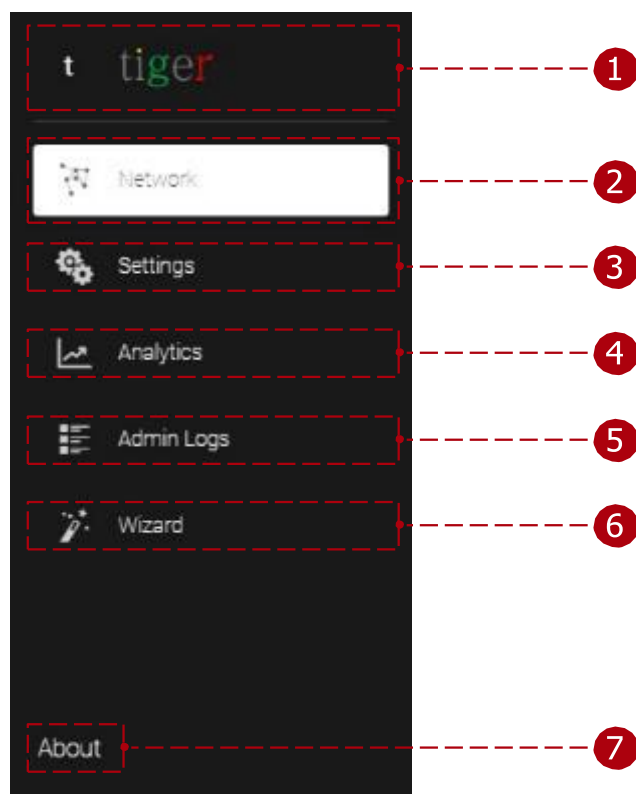 t tiger 1
Network 2
Settings 3
Analytics 4
Admin Logs 5
Wizard 6
About 7